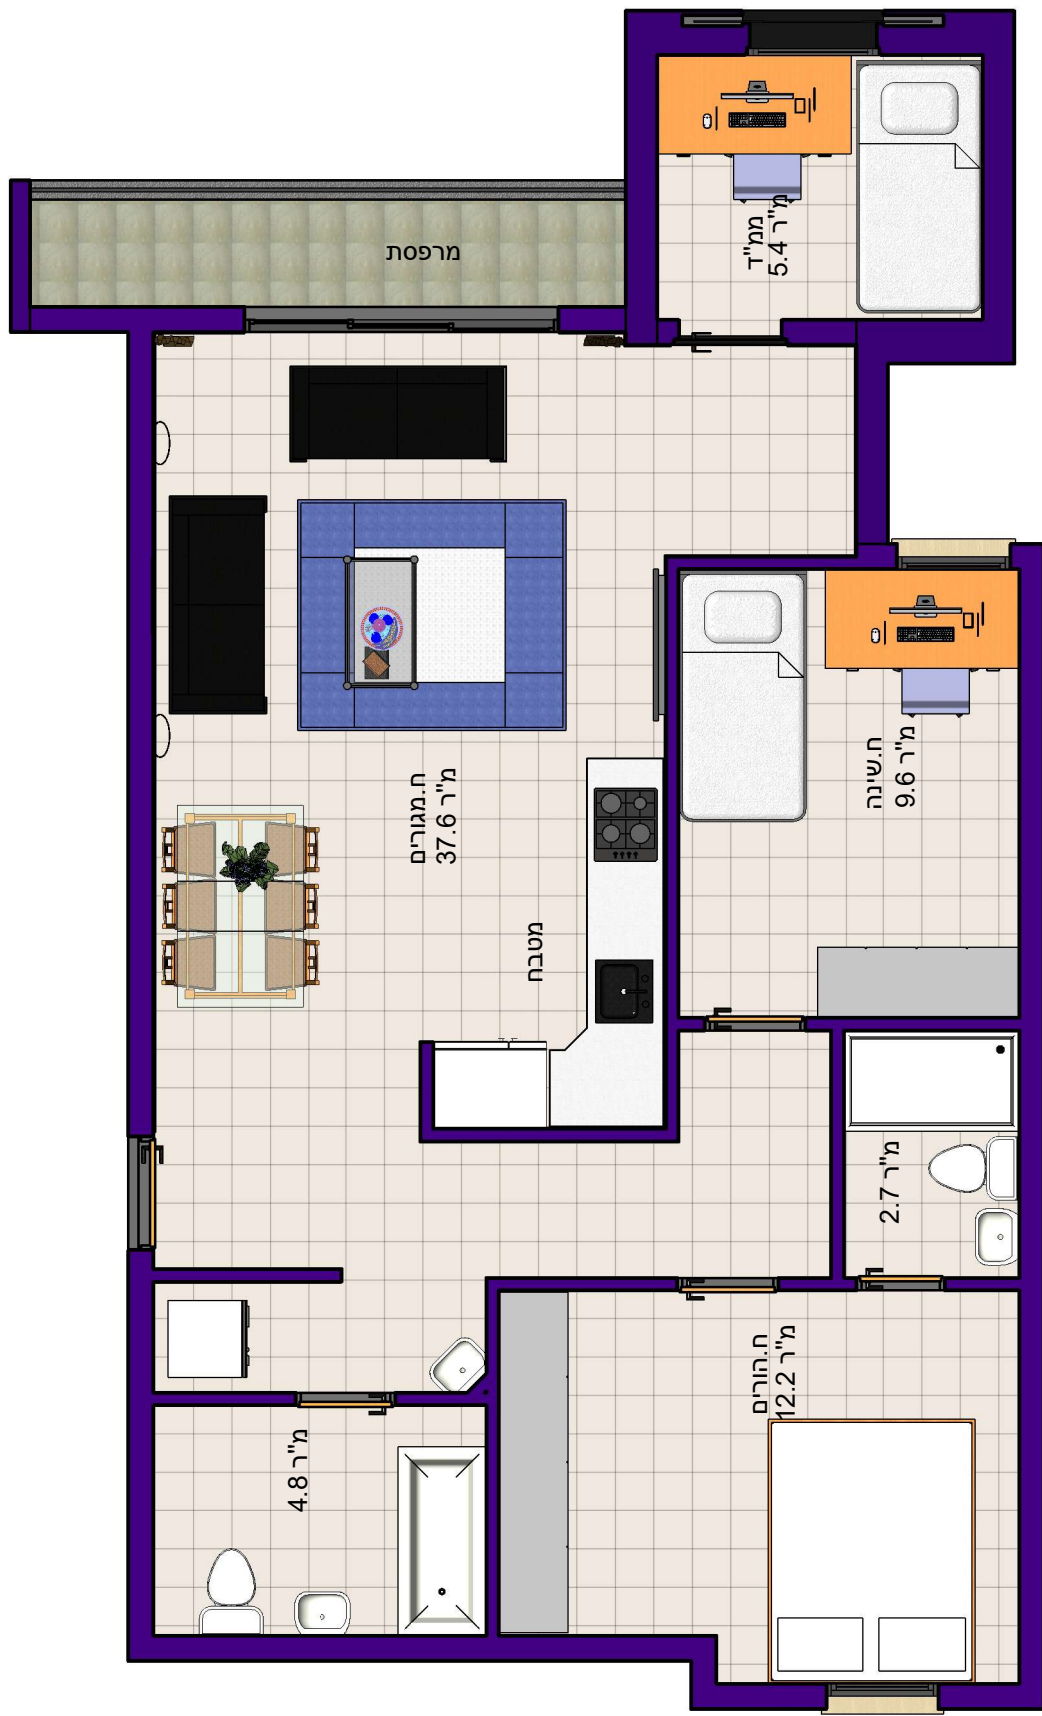 מרפסת
ממ"ד
5.4 מ"ר
ח.מגורים
37.6 מ"ר
ח.שינה
9.6 מ"ר
מטבח
2.7 מ"ר
ח.הורים
12.2 מ"ר
4.8 מ"ר